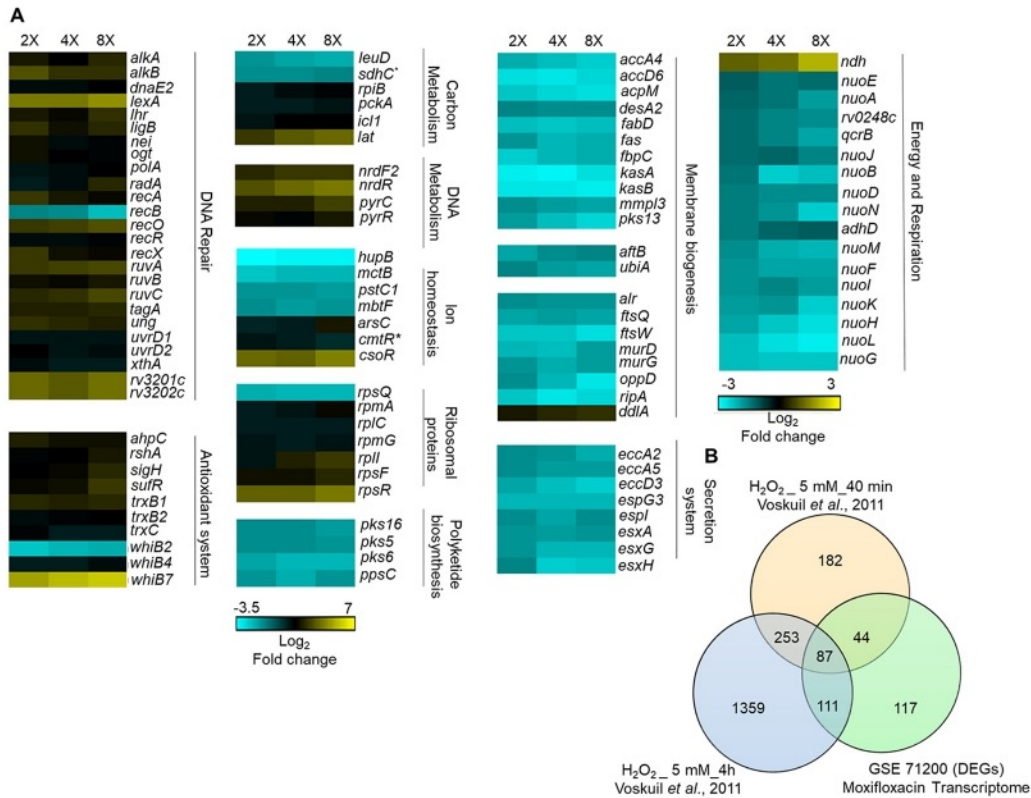 A
2X 4X 8X
alkA
alkB
dnaE2
lexA
lhr
ligB
nei
ogt
polA
radA
recA
recB
recO
recR
recX
ruvA
ruvB
ruvC
tagA
ung
uvrD1
uvrD2
xthA
rv3201c
rv3202c
DNA Repair
ahpC
rshA
sigH
sufR
trxB1
trxB2
trxC
whiB2
whiB4
whiB7
Antioxidant system
2X 4X 8X
leuD
sdhC*
rpiB
pckA
icl1
lat
Carbon
Metabolism
nrdF2
nrdR
pyrC
pyrR
DNA
Metabolism
hupB
mctB
pstC1
mbtF
arsC
cmtR*
csoR
Ion
homeostasis
rpsQ
rpmA
rplC
rpmG
rplI
rpsF
rpsR
Ribosomal
proteins
pks16
pks5
pks6
ppsC
Polyketide
biosynthesis
-3.5 7
Log2
Fold change
2X 4X 8X
accA4
accD6
acpM
desA2
fabD
fas
fbpC
kasA
kasB
mmpl3
pks13
aftB
ubiA
alr
ftsQ
ftsW
murD
murG
oppD
ripA
ddlA
Membrane biogenesis
eccA2
eccA5
eccD3
espG3
espI
esxA
esxG
esxH
Secretion
system
2X 4X 8X
ndh
nuoE
nuoA
rv0248c
qcrB
nuoJ
nuoB
nuoD
nuoN
adhD
nuoM
nuoF
nuoI
nuoK
nuoH
nuoL
nuoG
Energy and Respiration
-3 3
Log2
Fold change
B
H2O2_ 5 mM_40 min
Voskuil et al., 2011
182
253
44
87
1359
111
117
H2O2_ 5 mM_4h
Voskuil et al., 2011
GSE 71200 (DEGs)
Moxifloxacin Transcriptome